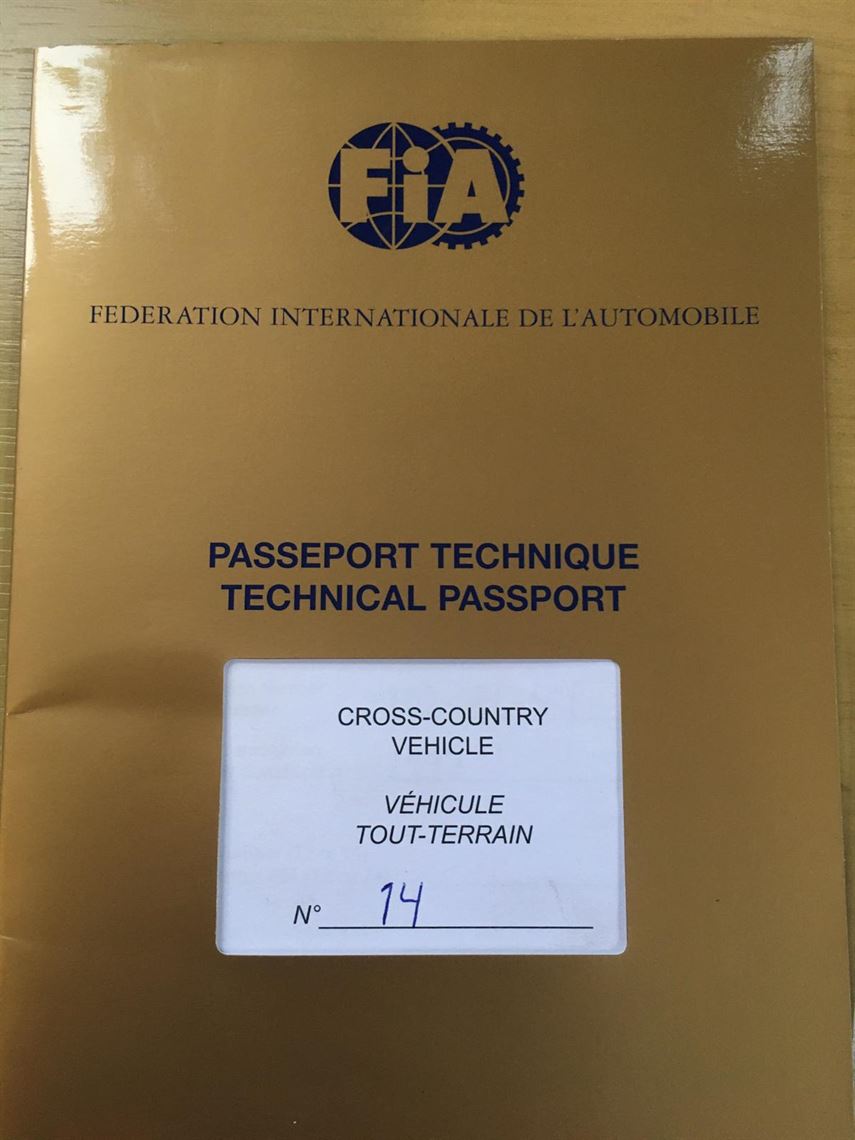 FiA
FEDERATION INTERNATIONALE DE L'AUTOMOBILE
PASSEPORT TECHNIQUE
TECHNICAL PASSPORT
CROSS-COUNTRY
VEHICLE
VÉHICULE
TOUT-TERRAIN
N° 14